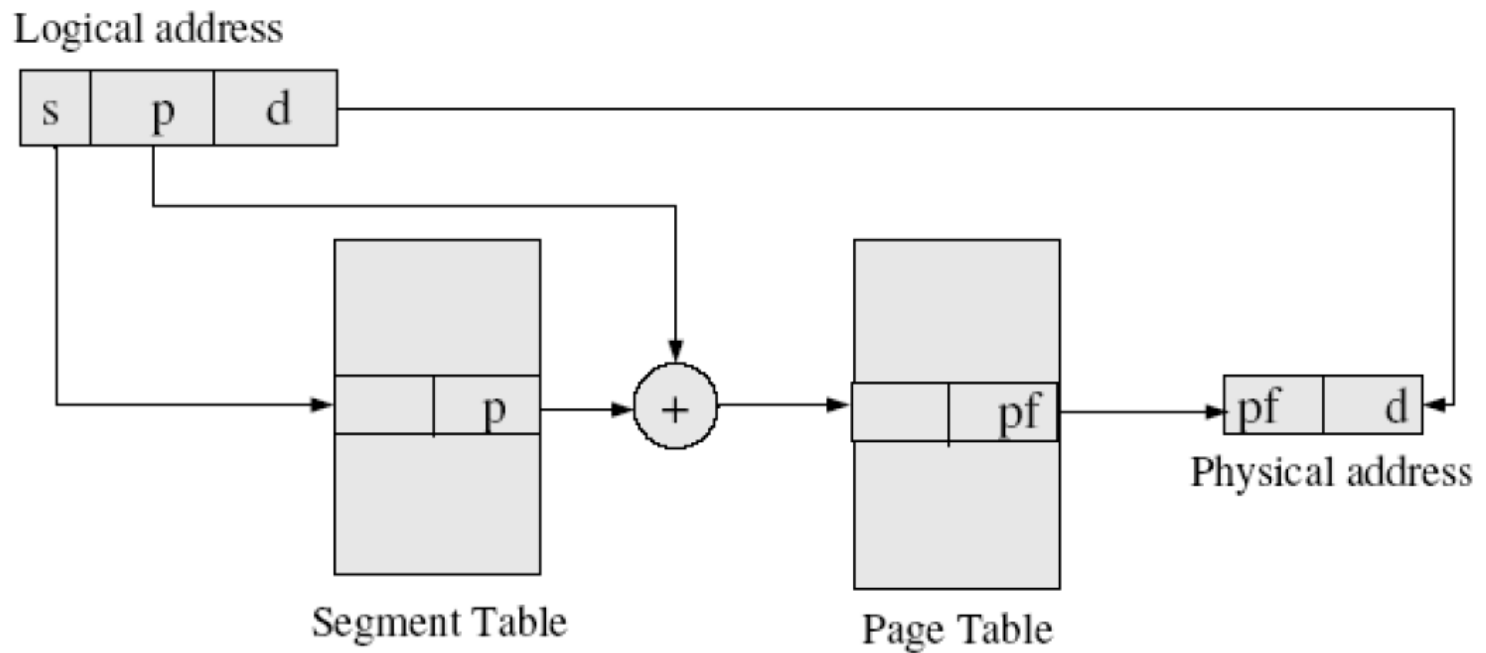 Logical address
s p d
p
+
pf
pf d
Physical address
Segment Table
Page Table